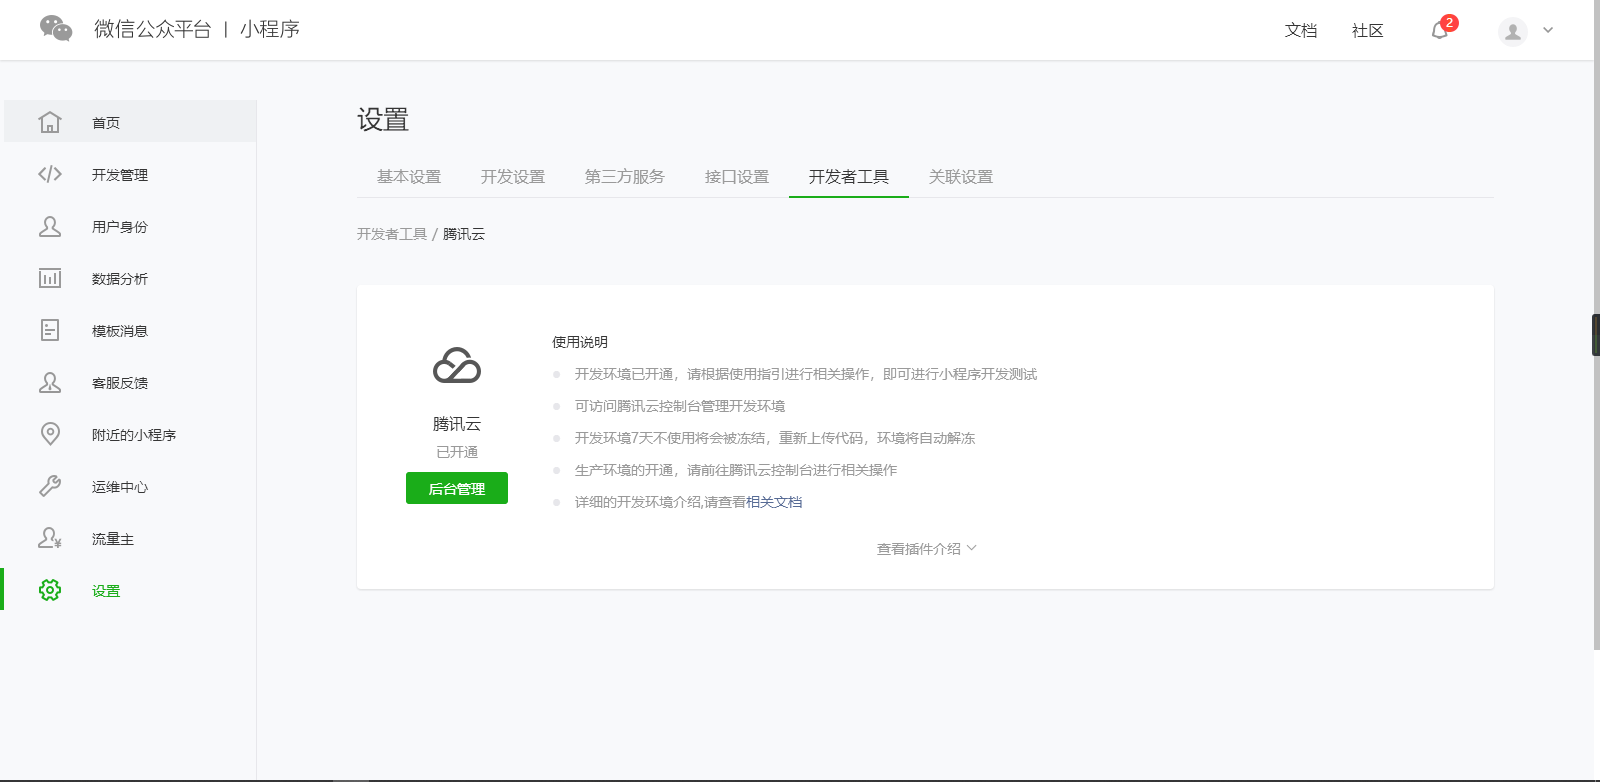 微信公众平台 | 小程序
文档
社区
2
首页
开发管理
用户身份
数据分析
模板消息
客服反馈
附近的小程序
运维中心
流量主
设置
设置
基本设置
开发设置
第三方服务
接口设置
开发者工具
关联设置
开发者工具 / 腾讯云
腾讯云
已开通
后台管理
使用说明
开发环境已开通，请根据使用指引进行相关操作，即可进行小程序开发测试
可访问腾讯云控制台管理开发环境
开发环境7天不使用将会被冻结，重新上传代码，环境将自动解冻
生产环境的开通，请前往腾讯云控制台进行相关操作
详细的开发环境介绍,请查看相关文档
查看插件介绍